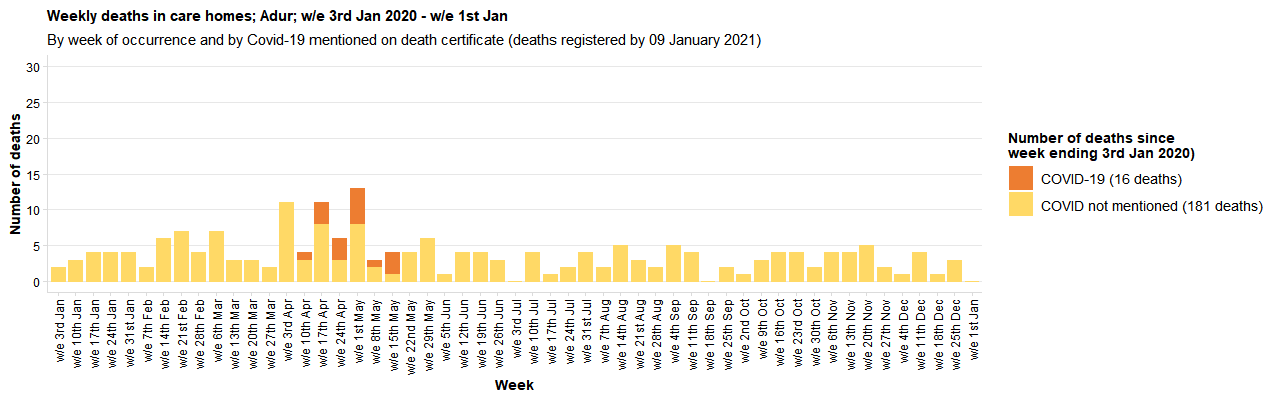 Weekly deaths in care homes; Adur; w/e 3rd Jan 2020 - w/e 1st Jan
By week of occurrence and by Covid-19 mentioned on death certificate (deaths registered by 09 January 2021)
30
25
20
15
10
5
0
Number of deaths
w/e 3rd Jan
w/e 10th Jan
w/e 17th Jan
w/e 24th Jan
w/e 31st Jan
w/e 7th Feb
w/e 14th Feb
w/e 21st Feb
w/e 28th Feb
w/e 6th Mar
w/e 13th Mar
w/e 20th Mar
w/e 27th Mar
w/e 3rd Apr
w/e 10th Apr
w/e 17th Apr
w/e 24th Apr
w/e 1st May
w/e 8th May
w/e 15th May
w/e 22nd May
w/e 29th May
w/e 5th Jun
w/e 12th Jun
w/e 19th Jun
w/e 26th Jun
w/e 3rd Jul
w/e 10th Jul
w/e 17th Jul
w/e 24th Jul
w/e 31st Jul
w/e 7th Aug
w/e 14th Aug
w/e 21st Aug
w/e 28th Aug
w/e 4th Sep
w/e 11th Sep
w/e 18th Sep
w/e 25th Sep
w/e 2nd Oct
w/e 9th Oct
w/e 16th Oct
w/e 23rd Oct
w/e 30th Oct
w/e 6th Nov
w/e 13th Nov
w/e 20th Nov
w/e 27th Nov
w/e 4th Dec
w/e 11th Dec
w/e 18th Dec
w/e 25th Dec
w/e 1st Jan
Week
Number of deaths since
week ending 3rd Jan 2020)
COVID-19 (16 deaths)
COVID not mentioned (181 deaths)